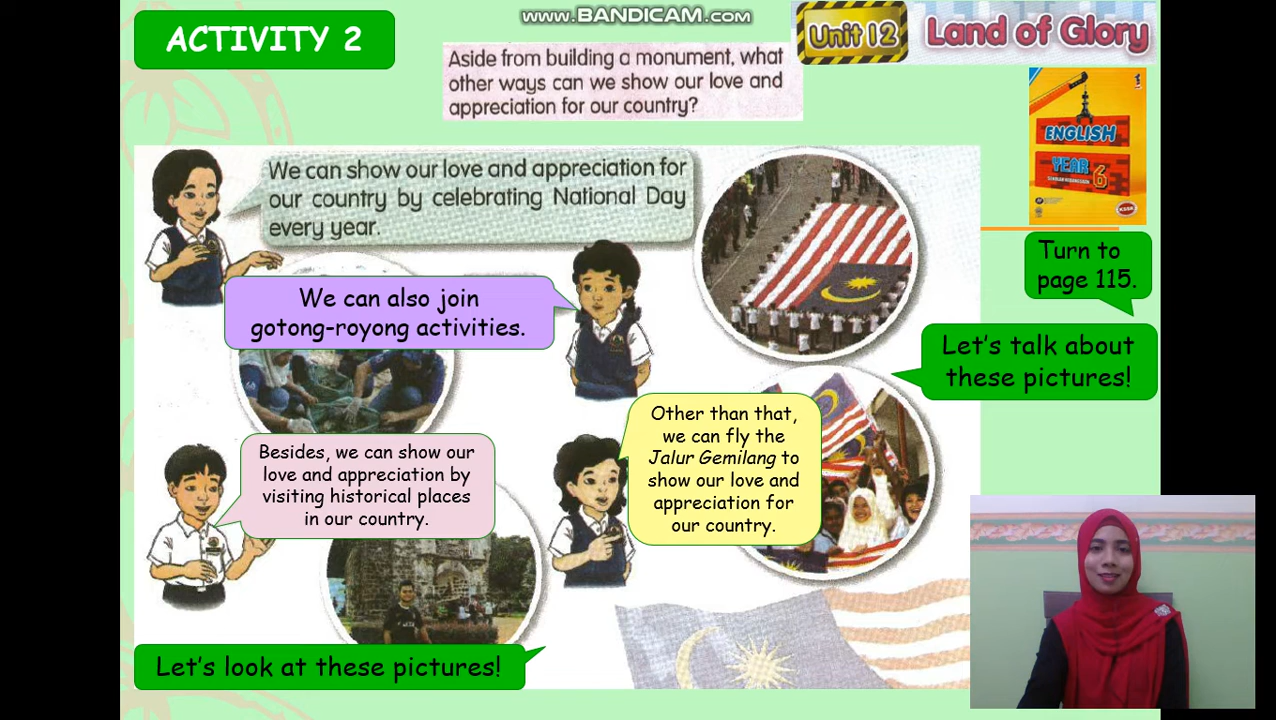 www.BANDICAM.com
ACTIVITY 2
Unit 12
Land of Glory
Aside from building a monument, what
other ways can we show our love and
appreciation for our country?
ENGLISH
YEAR
6
We can show our love and appreciation for
our country by celebrating National Day
every year.
Turn to
page 115.
We can also join
gotong-royong activities.
Let's talk about
these pictures!
Other than that,
we can fly the
Jalur Gemilang to
show our love and
appreciation for
our country.
Besides, we can show our
love and appreciation by
visiting historical places
in our country.
Let's look at these pictures!